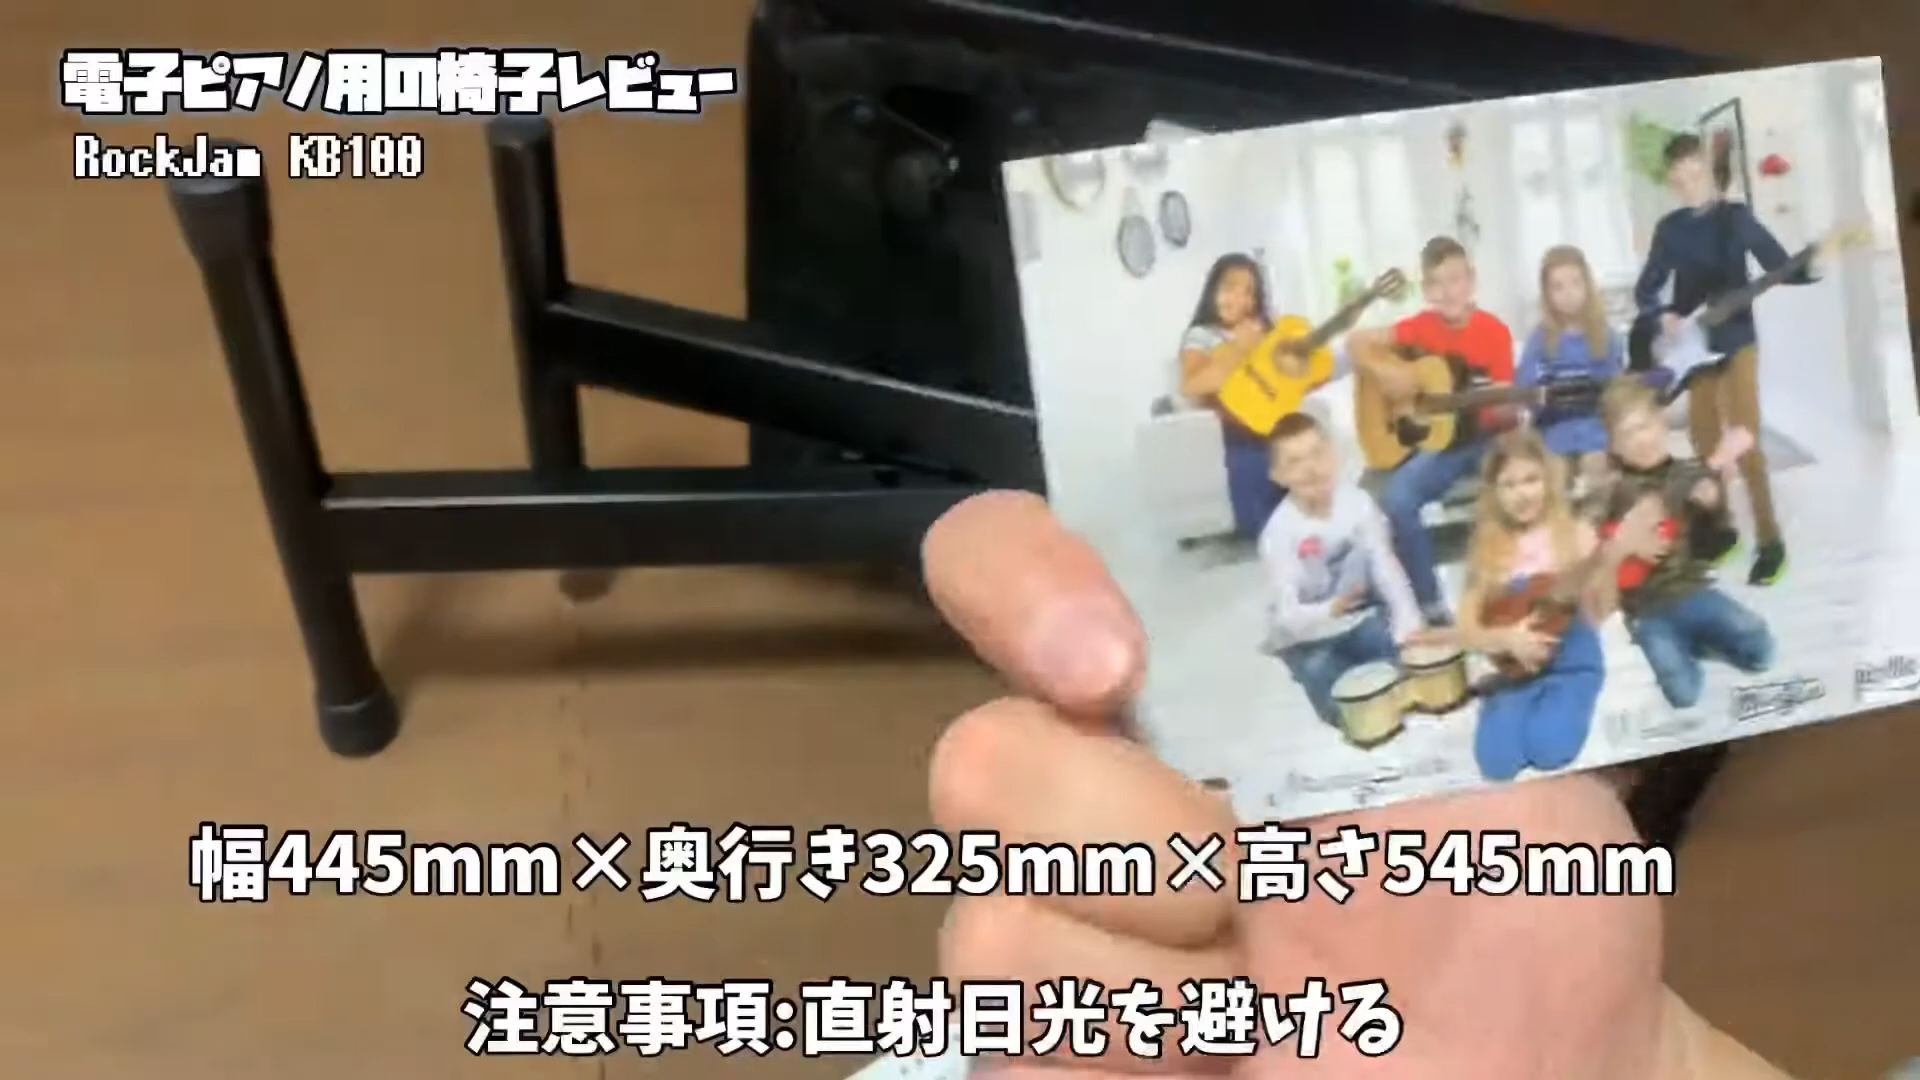 電子ピアノ用の椅子レビュー
RockJam KB100
幅445mm×奥行き325mm×高さ545mm
注意事項:直射日光を避ける